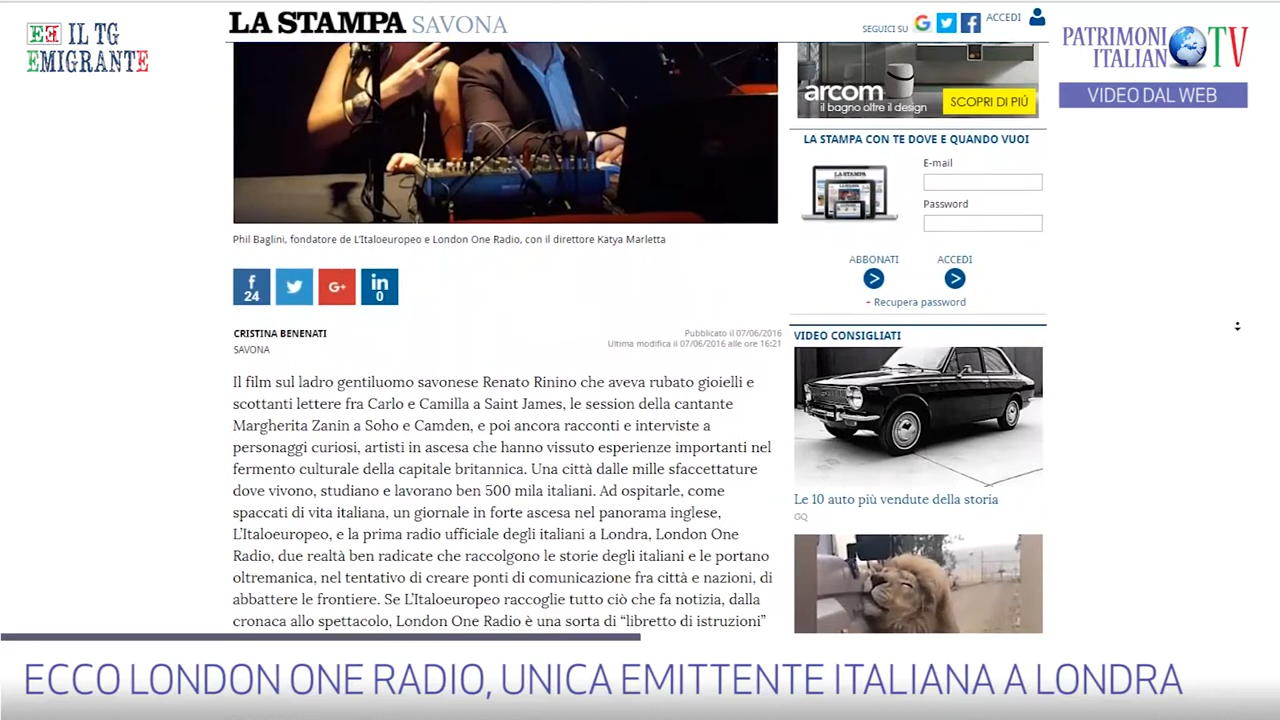 EE IL TG
EMIGRANTE
LA STAMPA SAVONA
SEGUICI SU
G
f
ACCEDI
PATRIMONI
ITALIAN TV
VIDEO DAL WEB
arcom
il bagno oltre il design
SCOPRI DI PIÚ
LA STAMPA CON TE DOVE E QUANDO VUOI
LA STAMPA
E-mail
Password
ABBONATI
ACCEDI
Recupera password
Phil Baglini, fondatore de L'Italoeuropeo e London One Radio, con il direttore Katya Marletta
f
24
G+
in
0
CRISTINA BENENATI
SAVONA
Pubblicato il 07/06/2016
Ultima modifica il 07/06/2016 alle ore 16:21
Il film sul ladro gentiluomo savonese Renato Rinino che aveva rubato gioielli e
scottanti lettere fra Carlo e Camilla a Saint James, le session della cantante
Margherita Zanin a Soho e Camden, e poi ancora racconti e interviste a
personaggi curiosi, artisti in ascesa che hanno vissuto esperienze importanti nel
fermento culturale della capitale britannica. Una città dalle mille sfaccettature
dove vivono, studiano e lavorano ben 500 mila italiani. Ad ospitarle, come
spaccati di vita italiana, un giornale in forte ascesa nel panorama inglese,
L'Italoeuropeo, e la prima radio ufficiale degli italiani a Londra, London One
Radio, due realtà ben radicate che raccolgono le storie degli italiani e le portano
oltremanica, nel tentativo di creare ponti di comunicazione fra città e nazioni, di
abbattere le frontiere. Se L'Italoeuropeo raccoglie tutto ciò che fa notizia, dalla
cronaca allo spettacolo, London One Radio è una sorta di “libretto di istruzioni”
VIDEO CONSIGLIATI
Le 10 auto più vendute della storia
GQ
ECCO LONDON ONE RADIO, UNICA EMITTENTE ITALIANA A LONDRA